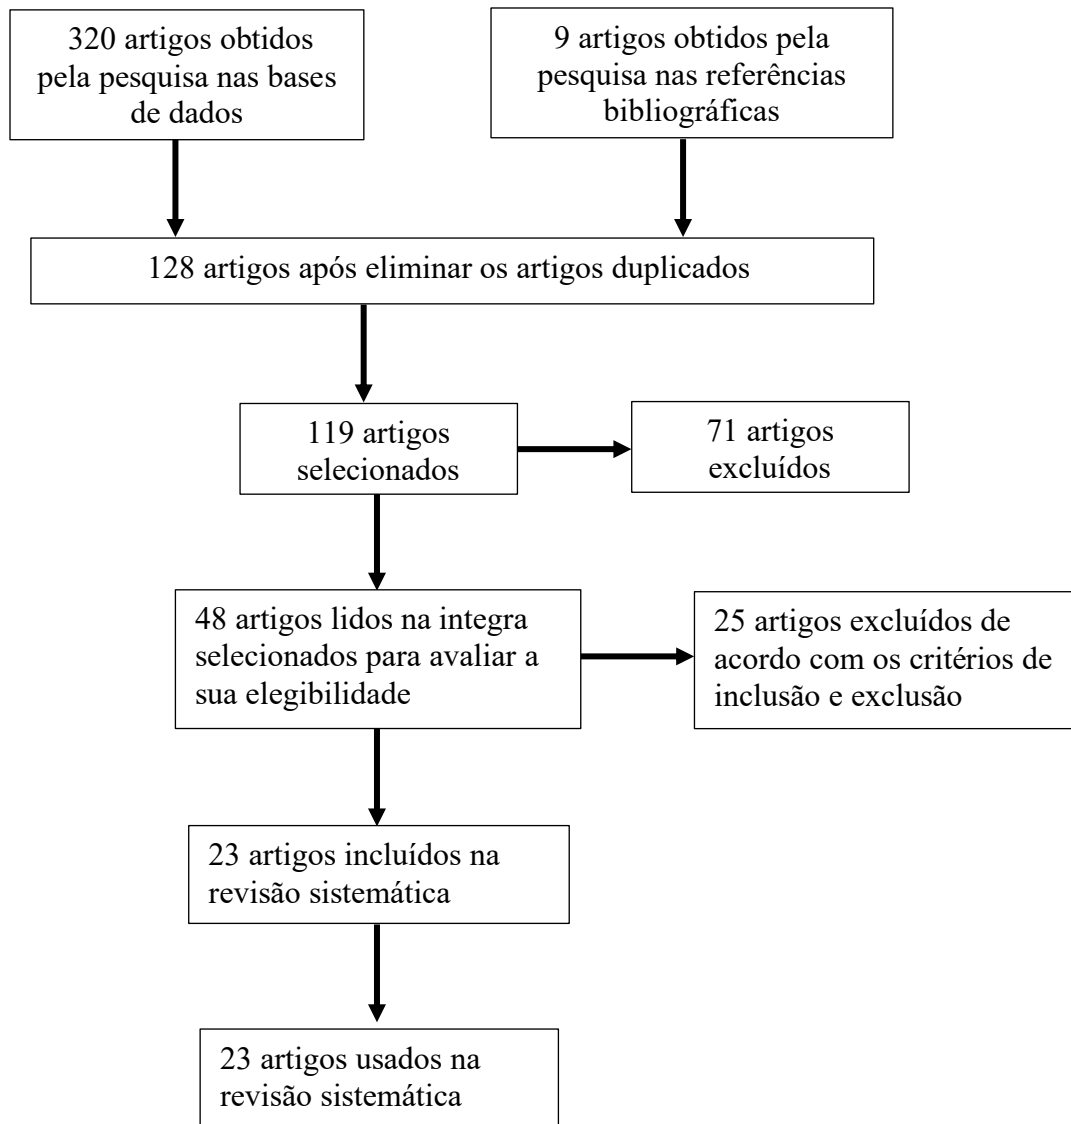 320 artigos obtidos
pela pesquisa nas bases
de dados
9 artigos obtidos pela
pesquisa nas referências
bibliográficas
128 artigos após eliminar os artigos duplicados
119 artigos
selecionados
71 artigos
excluídos
48 artigos lidos na integra
selecionados para avaliar a
sua elegibilidade
25 artigos excluídos de
acordo com os critérios de
inclusão e exclusão
23 artigos incluídos na
revisão sistemática
23 artigos usados na
revisão sistemática